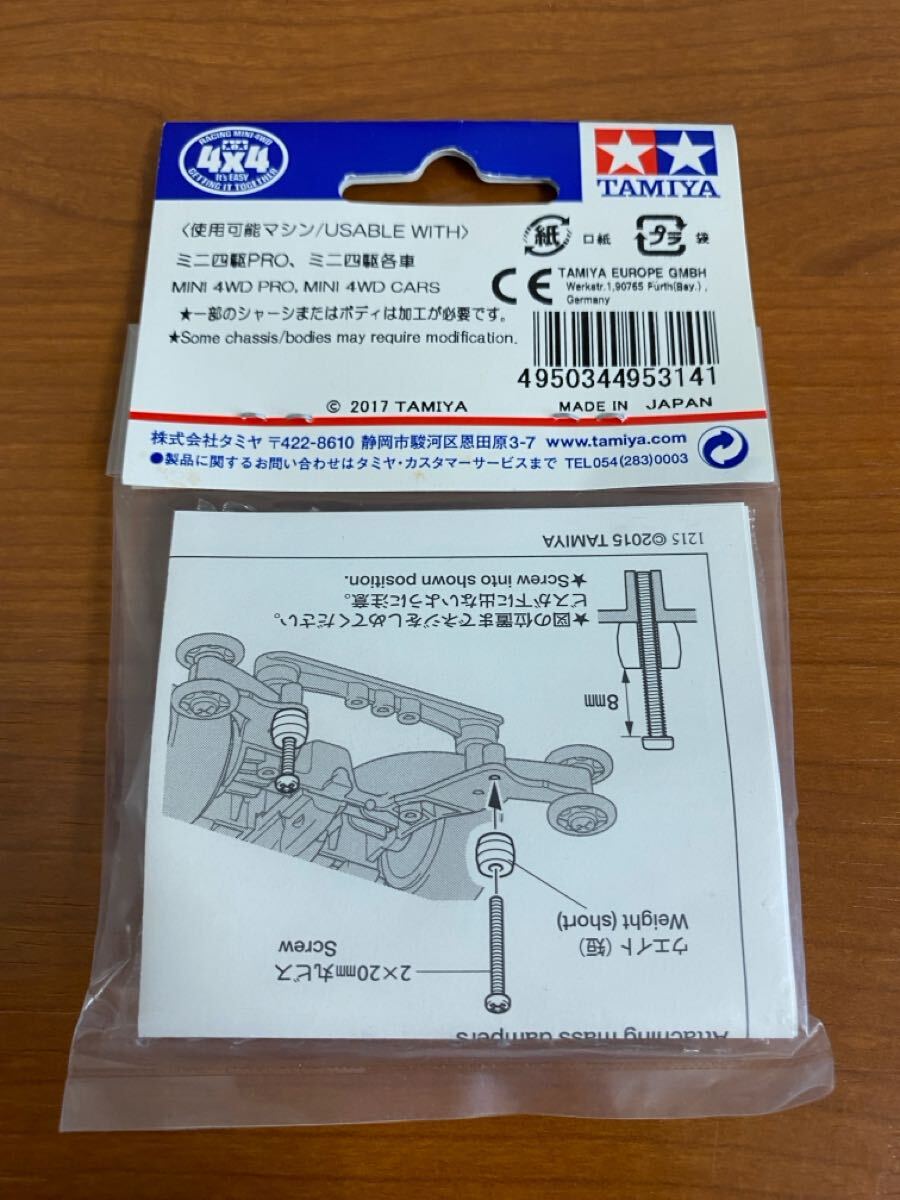 RACING MINI 4WD
4x4
It's EASY
GETTING IT TOGETHER
TAMIYA
〈使用可能マシン/USABLE WITH〉
ミニ四駆PRO、ミニ四駆各車
MINI 4WD PRO, MINI 4WD CARS
★一部のシャーシまたはボディは加工が必要です。
★Some chassis/bodies may require modification.
紙 口紙
プラ 袋
CE
TAMIYA EUROPE GMBH
Werkstr.1,90765 Fürth(Bay.),
Germany
4950344953141
© 2017 TAMIYA
MADE IN JAPAN
株式会社タミヤ 〒422-8610 静岡市駿河区恩田原3-7 www.tamiya.com
●製品に関するお問い合わせはタミヤ・カスタマーサービスまで TEL054(283)0003
Attaching mass dampers
2×20mm丸ビス
Screw
ウエイト (短)
Weight (short)
8mm
★図の位置までネジをしめてください。
ビスが下に出ないように注意。
★Screw into shown position.
1215 ©2015 TAMIYA